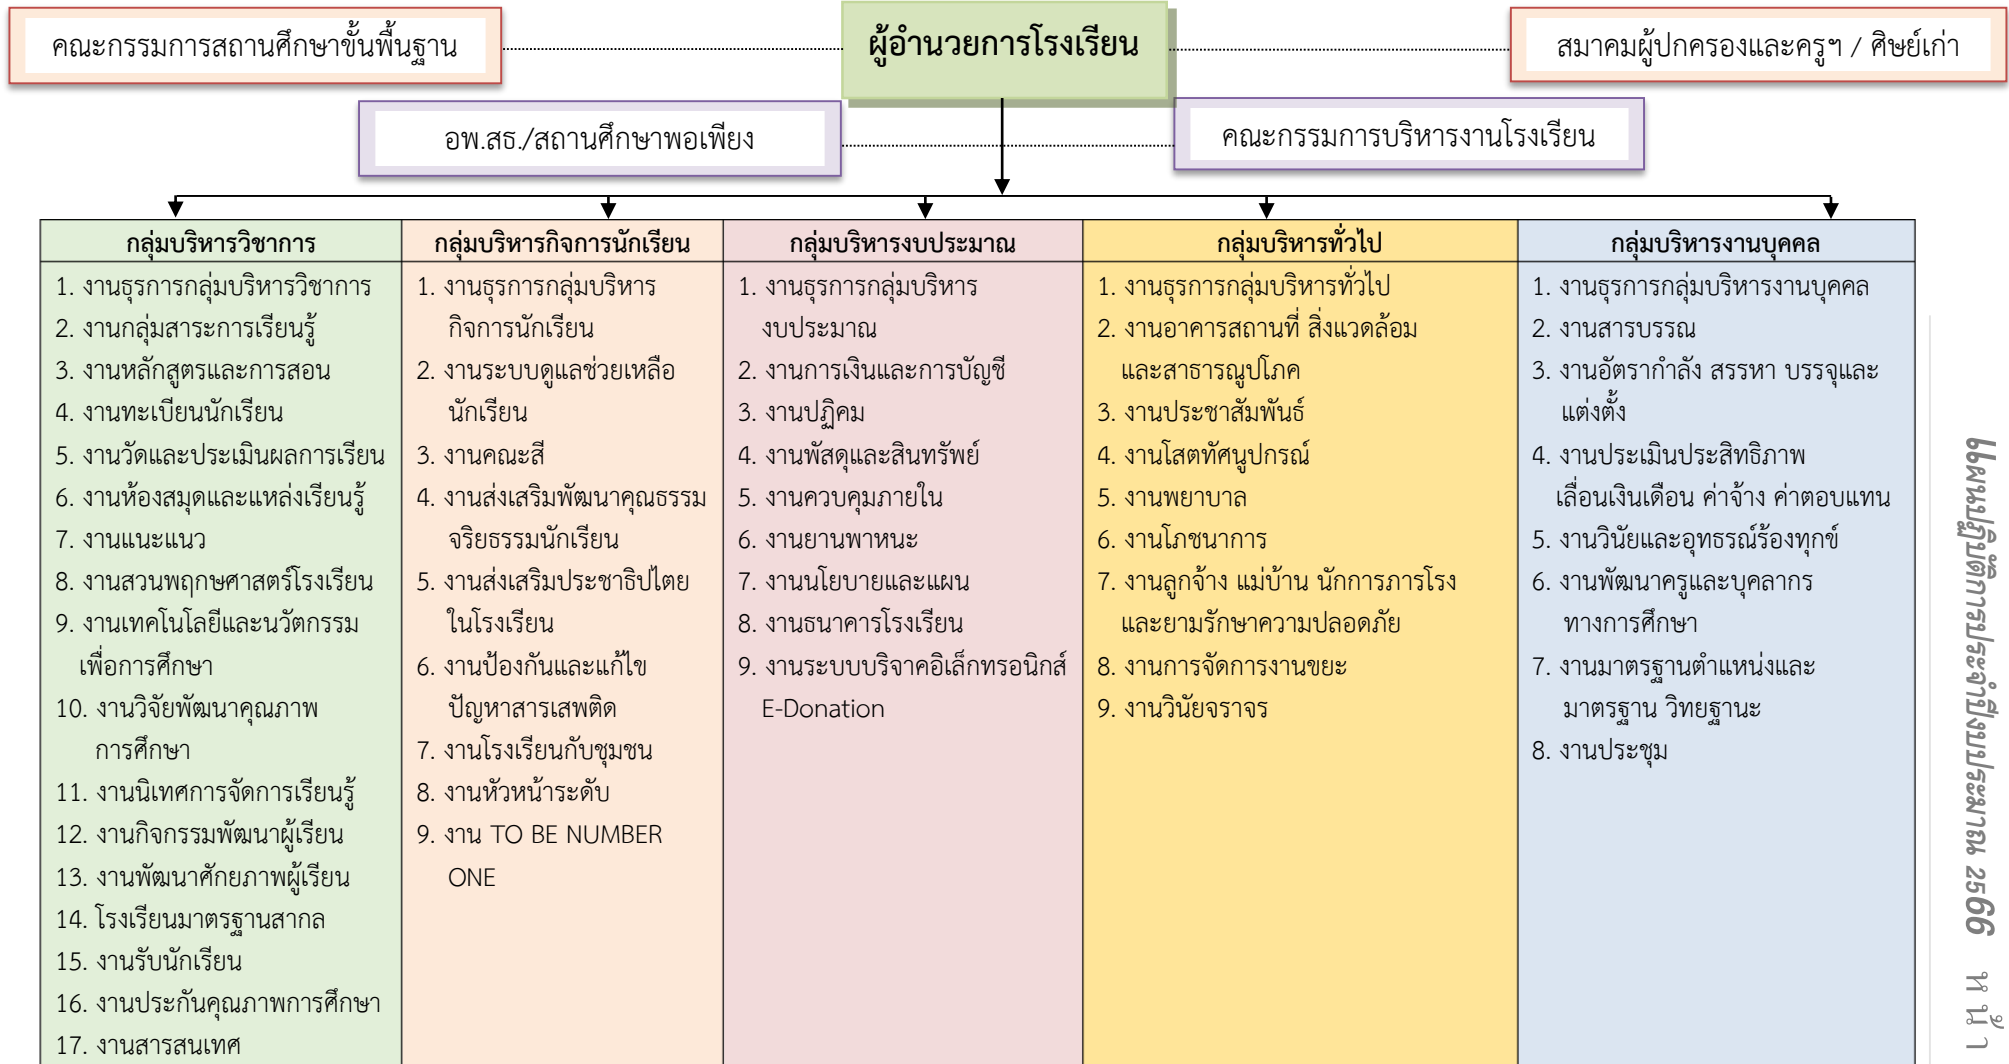 คณะกรรมการสถานศึกษาขั้นพื้นฐาน
ผู้อำนวยการโรงเรียน
สมาคมผู้ปกครองและครูฯ / ศิษย์เก่า
อพ.สธ./สถานศึกษาพอเพียง
คณะกรรมการบริหารงานโรงเรียน
กลุ่มบริหารวิชาการ
1. งานธุรการกลุ่มบริหารวิชาการ
2. งานกลุ่มสาระการเรียนรู้
3. งานหลักสูตรและการสอน
4. งานทะเบียนนักเรียน
5. งานวัดและประเมินผลการเรียน
6. งานห้องสมุดและแหล่งเรียนรู้
7. งานแนะแนว
8. งานสวนพฤกษศาสตร์โรงเรียน
9. งานเทคโนโลยีและนวัตกรรม
เพื่อการศึกษา
10. งานวิจัยพัฒนาคุณภาพ
การศึกษา
11. งานนิเทศการจัดการเรียนรู้
12. งานกิจกรรมพัฒนาผู้เรียน
13. งานพัฒนาศักยภาพผู้เรียน
14. โรงเรียนมาตรฐานสากล
15. งานรับนักเรียน
16. งานประกันคุณภาพการศึกษา
17. งานสารสนเทศ
กลุ่มบริหารกิจการนักเรียน
1. งานธุรการกลุ่มบริหาร
กิจการนักเรียน
2. งานระบบดูแลช่วยเหลือ
นักเรียน
3. งานคณะสี
4. งานส่งเสริมพัฒนาคุณธรรม
จริยธรรมนักเรียน
5. งานส่งเสริมประชาธิปไตย
ในโรงเรียน
6. งานป้องกันและแก้ไข
ปัญหาสารเสพติด
7. งานโรงเรียนกับชุมชน
8. งานหัวหน้าระดับ
9. งาน TO BE NUMBER
ONE
กลุ่มบริหารงบประมาณ
1. งานธุรการกลุ่มบริหาร
งบประมาณ
2. งานการเงินและการบัญชี
3. งานปฏิคม
4. งานพัสดุและสินทรัพย์
5. งานควบคุมภายใน
6. งานยานพาหนะ
7. งานนโยบายและแผน
8. งานธนาคารโรงเรียน
9. งานระบบบริจาคอิเล็กทรอนิกส์
E-Donation
กลุ่มบริหารทั่วไป
1. งานธุรการกลุ่มบริหารทั่วไป
2. งานอาคารสถานที่ สิ่งแวดล้อม
และสาธารณูปโภค
3. งานประชาสัมพันธ์
4. งานโสตทัศนูปกรณ์
5. งานพยาบาล
6. งานโภชนาการ
7. งานลูกจ้าง แม่บ้าน นักการภารโรง
และยามรักษาความปลอดภัย
8. งานการจัดการงานขยะ
9. งานวินัยจราจร
กลุ่มบริหารงานบุคคล
1. งานธุรการกลุ่มบริหารงานบุคคล
2. งานสารบรรณ
3. งานอัตรากำลัง สรรหา บรรจุและ
แต่งตั้ง
4. งานประเมินประสิทธิภาพ
เลื่อนเงินเดือน ค่าจ้าง ค่าตอบแทน
5. งานวินัยและอุทธรณ์ร้องทุกข์
6. งานพัฒนาครูและบุคลากร
ทางการศึกษา
7. งานมาตรฐานตำแหน่งและ
มาตรฐาน วิทยฐานะ
8. งานประชุม
แผนปฏิบัติการประจำปีงบประมาณ 2566 หน้า